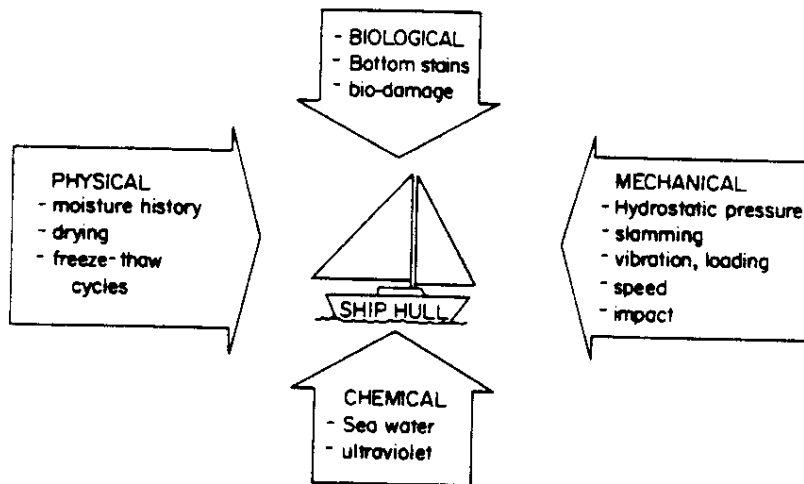 - BIOLOGICAL
- Bottom stains
- bio-damage
PHYSICAL
- moisture history
- drying
- freeze-thaw
cycles
MECHANICAL
- Hydrostatic pressure
- slamming
- vibration, loading
- speed
- impact
SHIP HULL
CHEMICAL
- Sea water
- ultraviolet